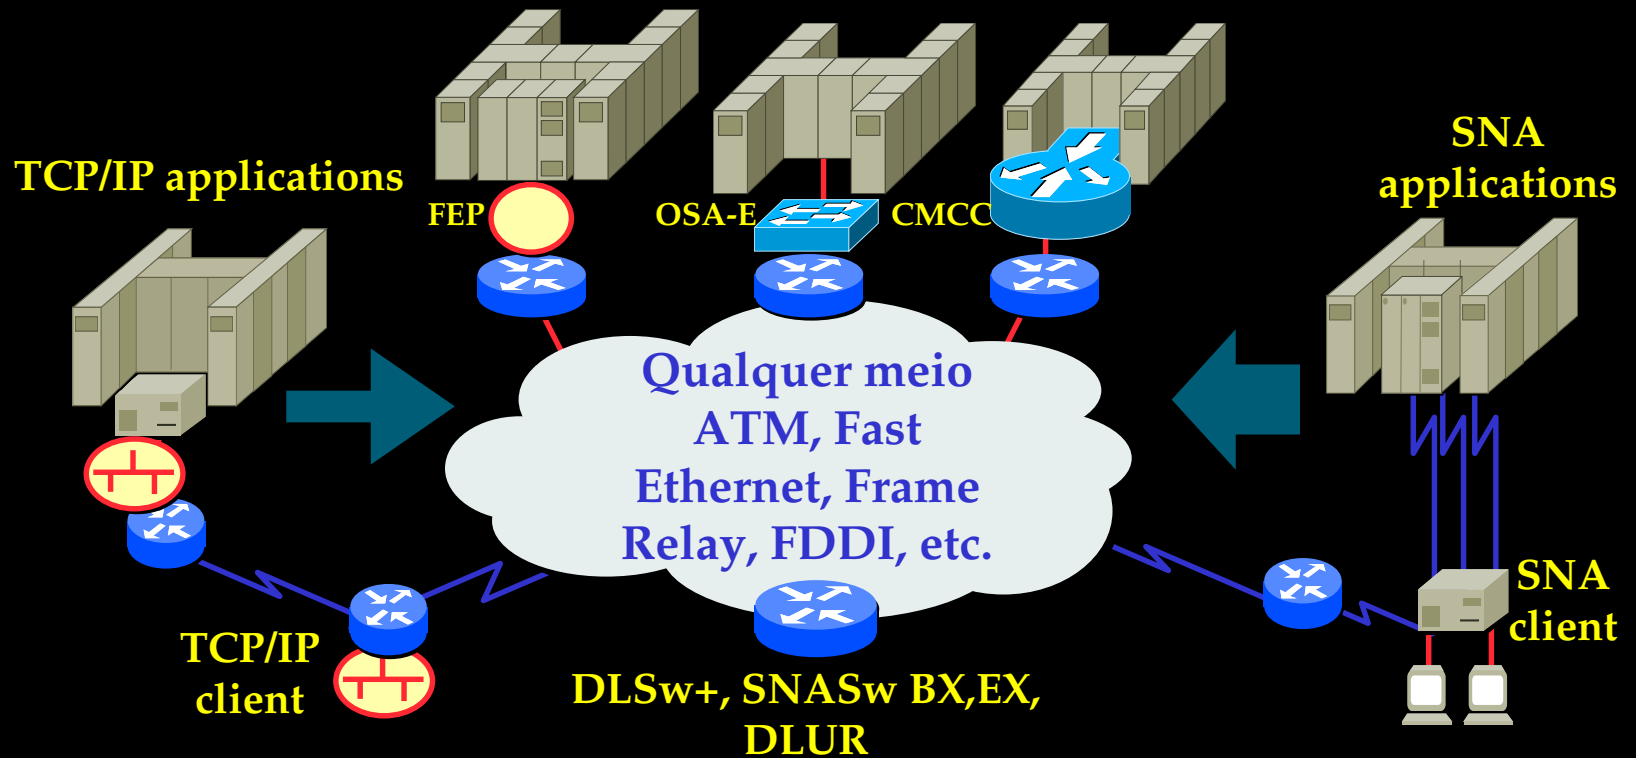 TCP/IP applications
FEP
OSA-E
CMCC
SNA
applications
Qualquer meio
ATM, Fast
Ethernet, Frame
Relay, FDDI, etc.
TCP/IP
client
SNA
client
DLSw+, SNASw BX,EX,
DLUR